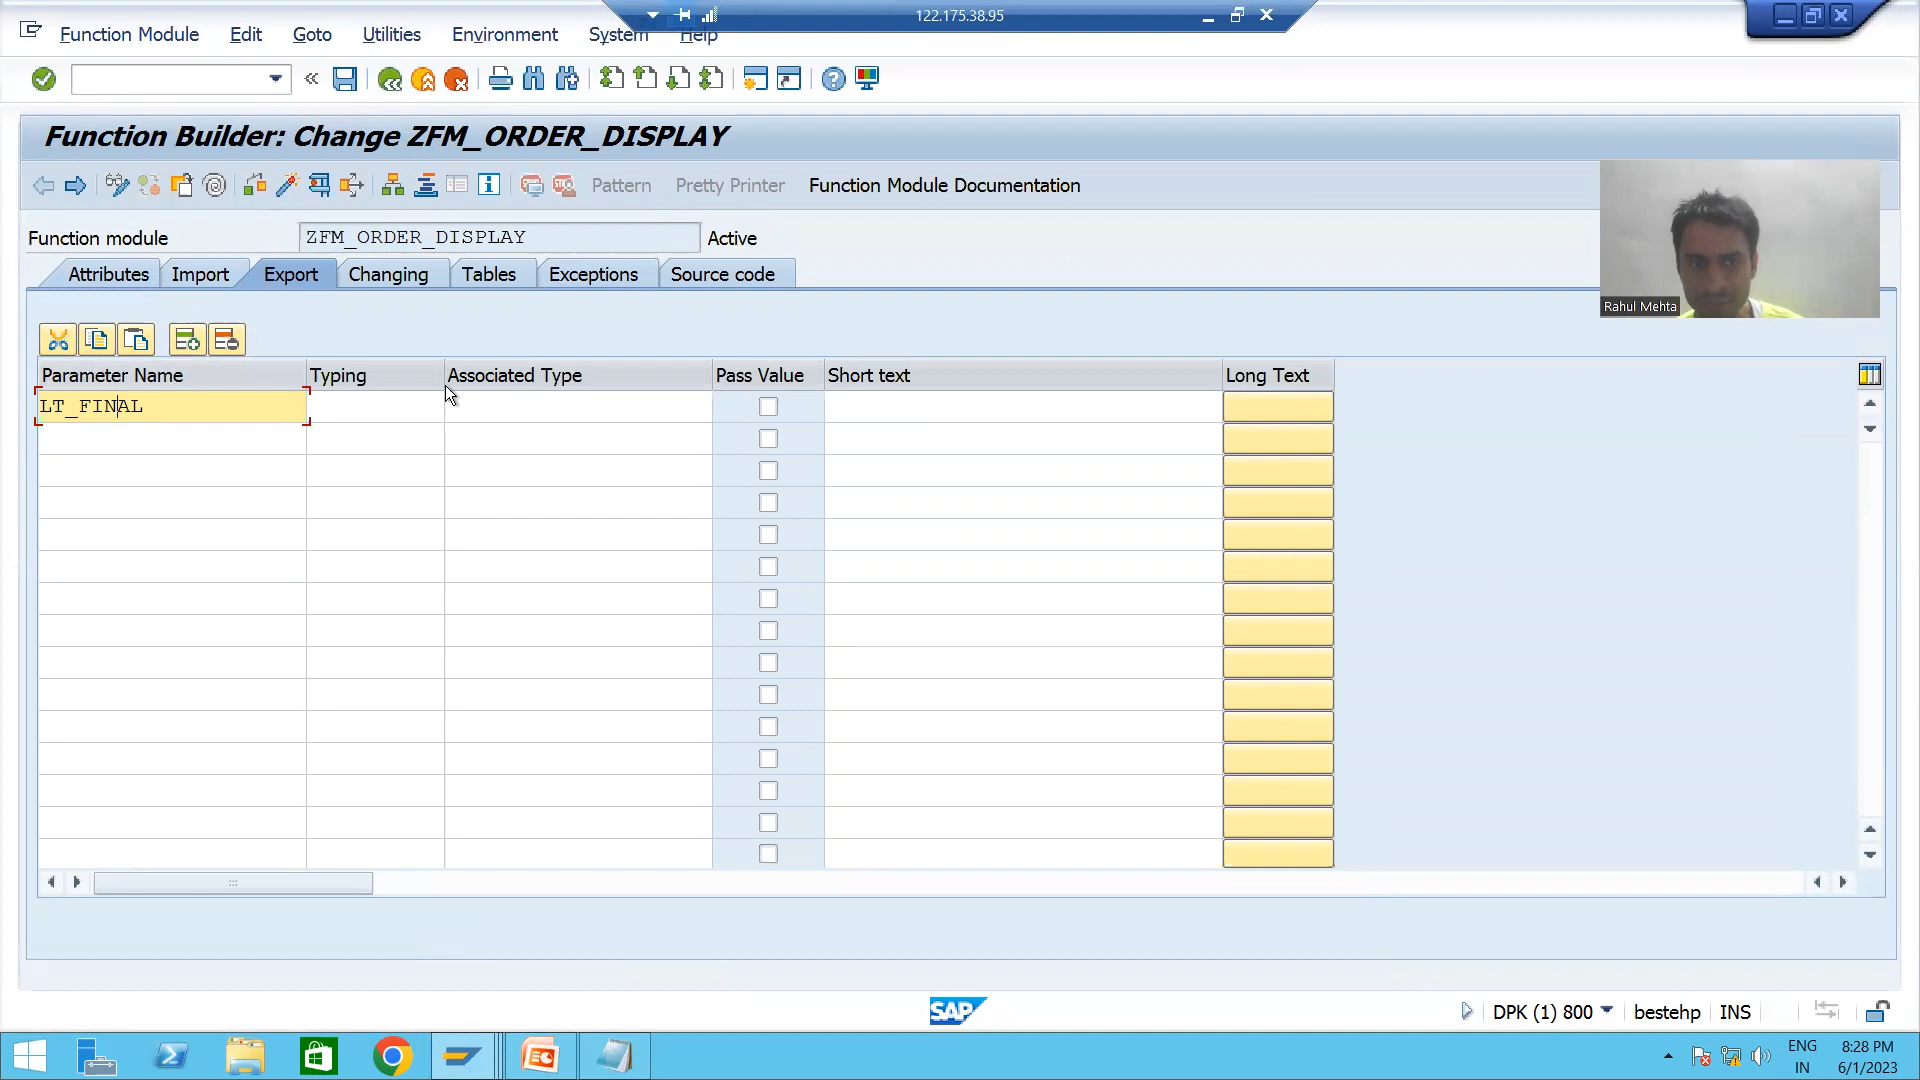 122.175.38.95
Function Module Edit Goto Utilities Environment System Help
Function Builder: Change ZFM_ORDER_DISPLAY
Pattern Pretty Printer Function Module Documentation
Function module ZFM_ORDER_DISPLAY Active
Attributes Import Export Changing Tables Exceptions Source code
Rahul Mehta
Parameter Name Typing Associated Type Pass Value Short text Long Text
LT_FINAL
SAP DPK (1) 800 bestehp INS
ENG 8:28 PM
IN 6/1/2023